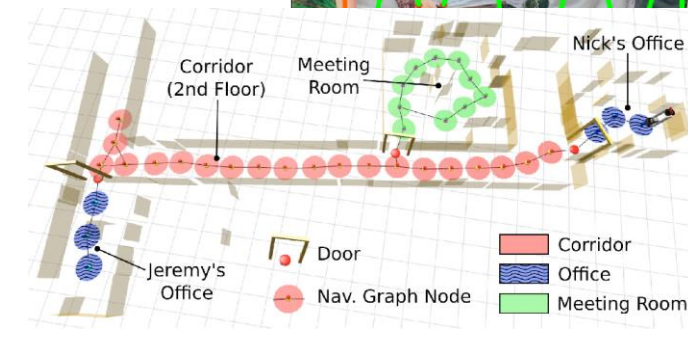 Corridor
(2nd Floor)
Meeting
Room
Nick's Office
Jeremy's
Office
Door
Nav. Graph Node
Corridor
Office
Meeting Room